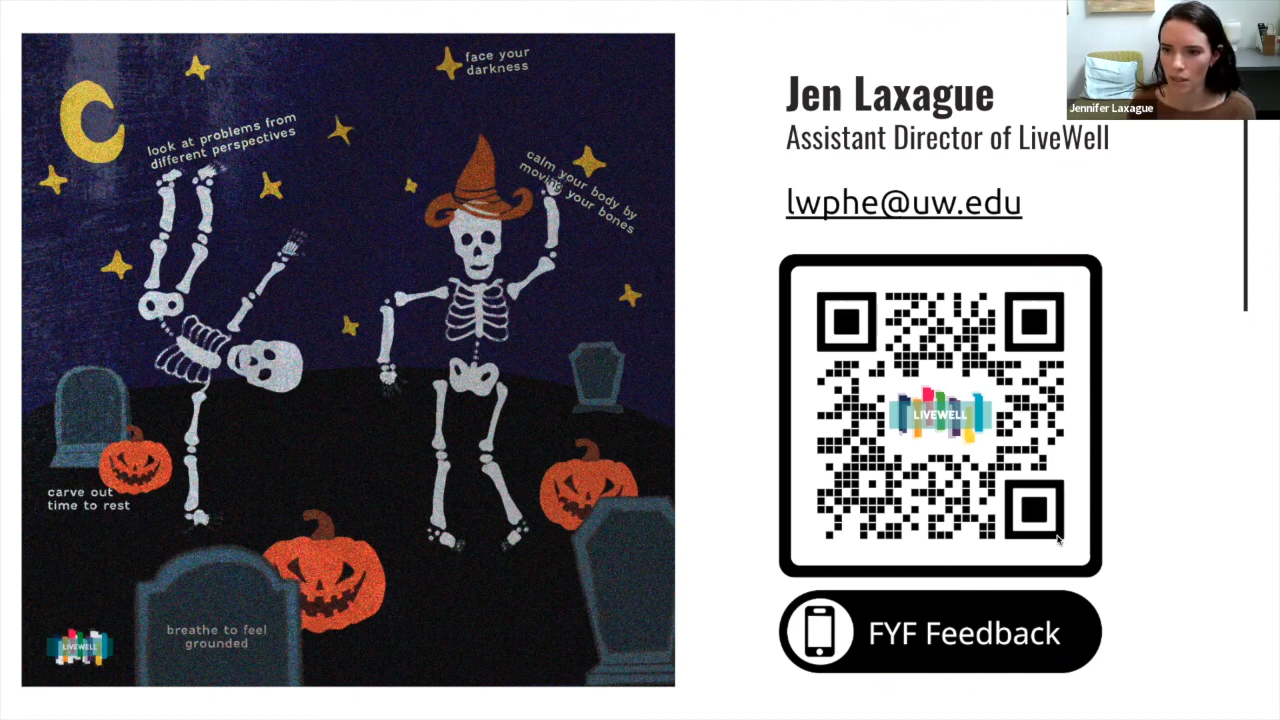 face your
darkness
look at problems from
different perspectives
calm your body by
moving your bones
carve out
time to rest
breathe to feel
grounded
LIVEWELL
Jen Laxague
Assistant Director of LiveWell
lwphe@uw.edu
LIVEWELL
FYF Feedback
Jennifer Laxague